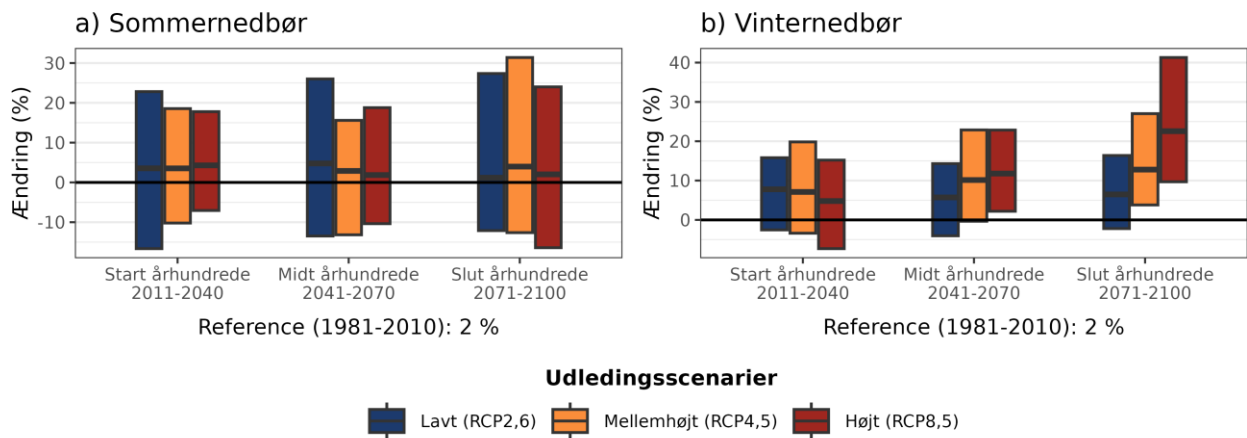 a) Sommernedbør
Ændring (%)
30
20
10
0
-10
Start århundrede
2011-2040
Midt århundrede
2041-2070
Slut århundrede
2071-2100
Reference (1981-2010): 2 %
b) Vinternedbør
Ændring (%)
40
30
20
10
0
Start århundrede
2011-2040
Midt århundrede
2041-2070
Slut århundrede
2071-2100
Reference (1981-2010): 2 %
Udledingsscenarier
Lavt (RCP2,6)
Mellemhøjt (RCP4,5)
Højt (RCP8,5)